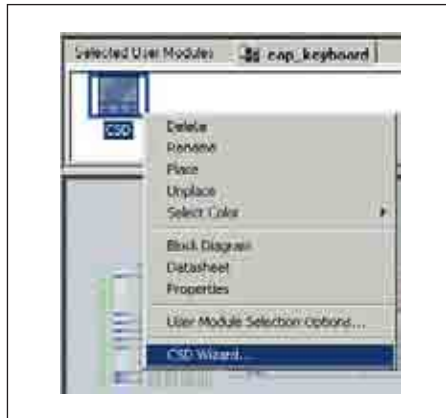 Selected User Modules cap_keyboard
CSD
Delete
Rename
Place
Unplace
Select Color
Block Diagram
Datasheet
Properties
User Module Selection Options...
CSD Wizard...